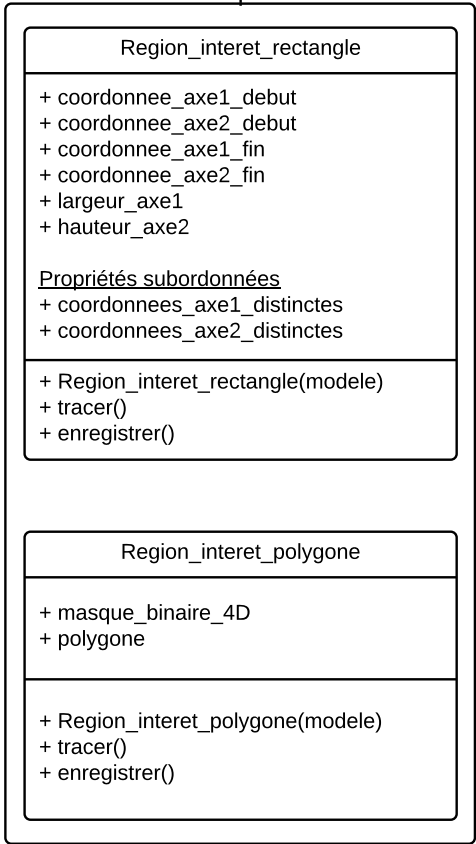 Region_interet_rectangle
+ coordonnee_axe1_debut
+ coordonnee_axe2_debut
+ coordonnee_axe1_fin
+ coordonnee_axe2_fin
+ largeur_axe1
+ hauteur_axe2
Propriétés subordonnées
+ coordonnees_axe1_distinctes
+ coordonnees_axe2_distinctes
+ Region_interet_rectangle(modele)
+ tracer()
+ enregistrer()
Region_interet_polygone
+ masque_binaire_4D
+ polygone
+ Region_interet_polygone(modele)
+ tracer()
+ enregistrer()